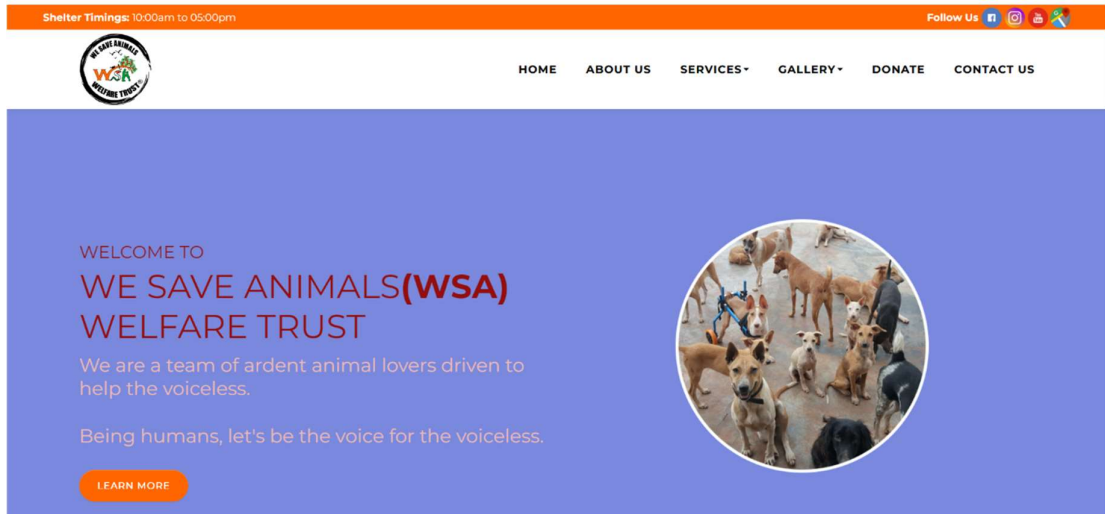 Shelter Timings: 10:00am to 05:00pm
Follow Us
WE SAVE ANIMALS
WSA
WELFARE TRUST
HOME ABOUT US SERVICES GALLERY DONATE CONTACT US
WELCOME TO
WE SAVE ANIMALS(WSA)
WELFARE TRUST
We are a team of ardent animal lovers driven to
help the voiceless.
Being humans, let's be the voice for the voiceless.
LEARN MORE